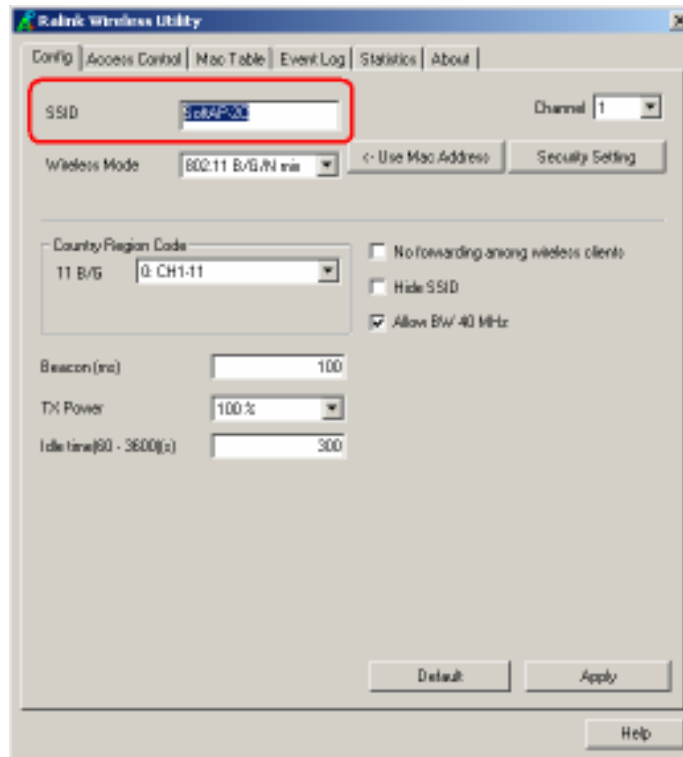 Ralink Wireless Utility
Config Access Control Mac Table Event Log Statistics About
SSID SoftAP-2C Channel 1
Wireless Mode 802.11 B/G/N mix <- Use Mac Address Security Setting
Country Region Code
11 B/G 0: CH1-11
No forwarding among wireless clients
Hide SSID
Allow BW 40 MHz
Beacon (ms) 100
TX Power 100 %
Idle time(60 - 3600)(s) 300
Default Apply
Help